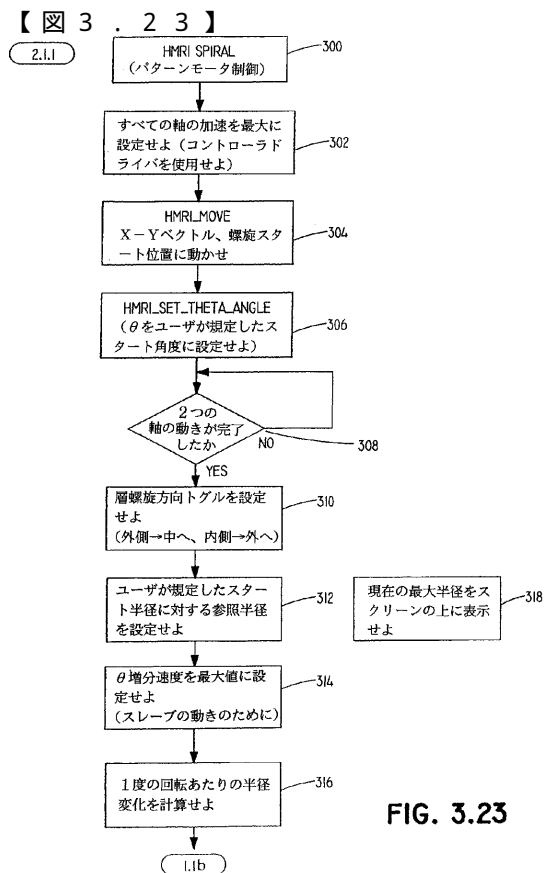 【図3.23】
2.1.1
HMRI SPIRAL
(パターンモータ制御)
300
すべての軸の加速を最大に
設定せよ(コントローラド
ライバを使用せよ)
302
HMRI_MOVE
X-Yベクトル、螺旋スタ
ート位置に動かせ
304
HMRI_SET_THETA_ANGLE
(θをユーザが規定したス
タート角度に設定せよ)
306
2つの
軸の動きが完了
したか
NO
308
YES
層螺旋方向トグルを設定
せよ
(外側→中へ、内側→外へ)
310
ユーザが規定したスター
ト半径に対する参照半径
を設定せよ
312
現在の最大半径をス
クリーンの上に表示
せよ
318
θ増分速度を最大値に設
定せよ
(スレーブの動きのために)
314
1度の回転あたりの半径
変化を計算せよ
316
FIG. 3.23
1.1b